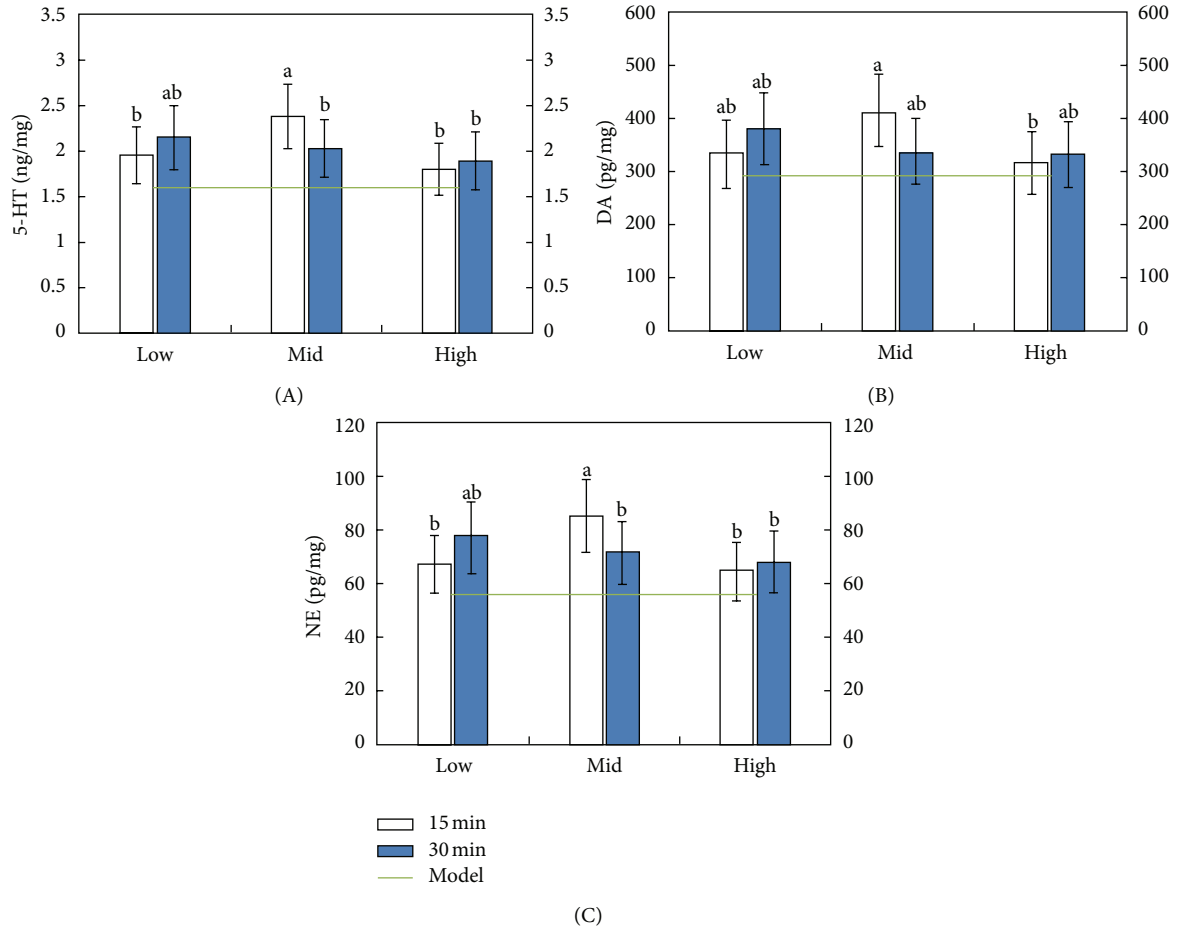 3.5 3.5
3 3
2.5 2.5
2 2
1.5 1.5
1 1
0.5 0.5
0 0
5-HT (ng/mg)
b ab a b b b
Low Mid High
(A)
600 600
500 500
400 400
300 300
200 200
100 100
0 0
DA (pg/mg)
ab ab a ab b ab
Low Mid High
(B)
120 120
100 100
80 80
60 60
40 40
20 20
0 0
NE (pg/mg)
b ab a b b b
Low Mid High
15 min
30 min
Model
(C)